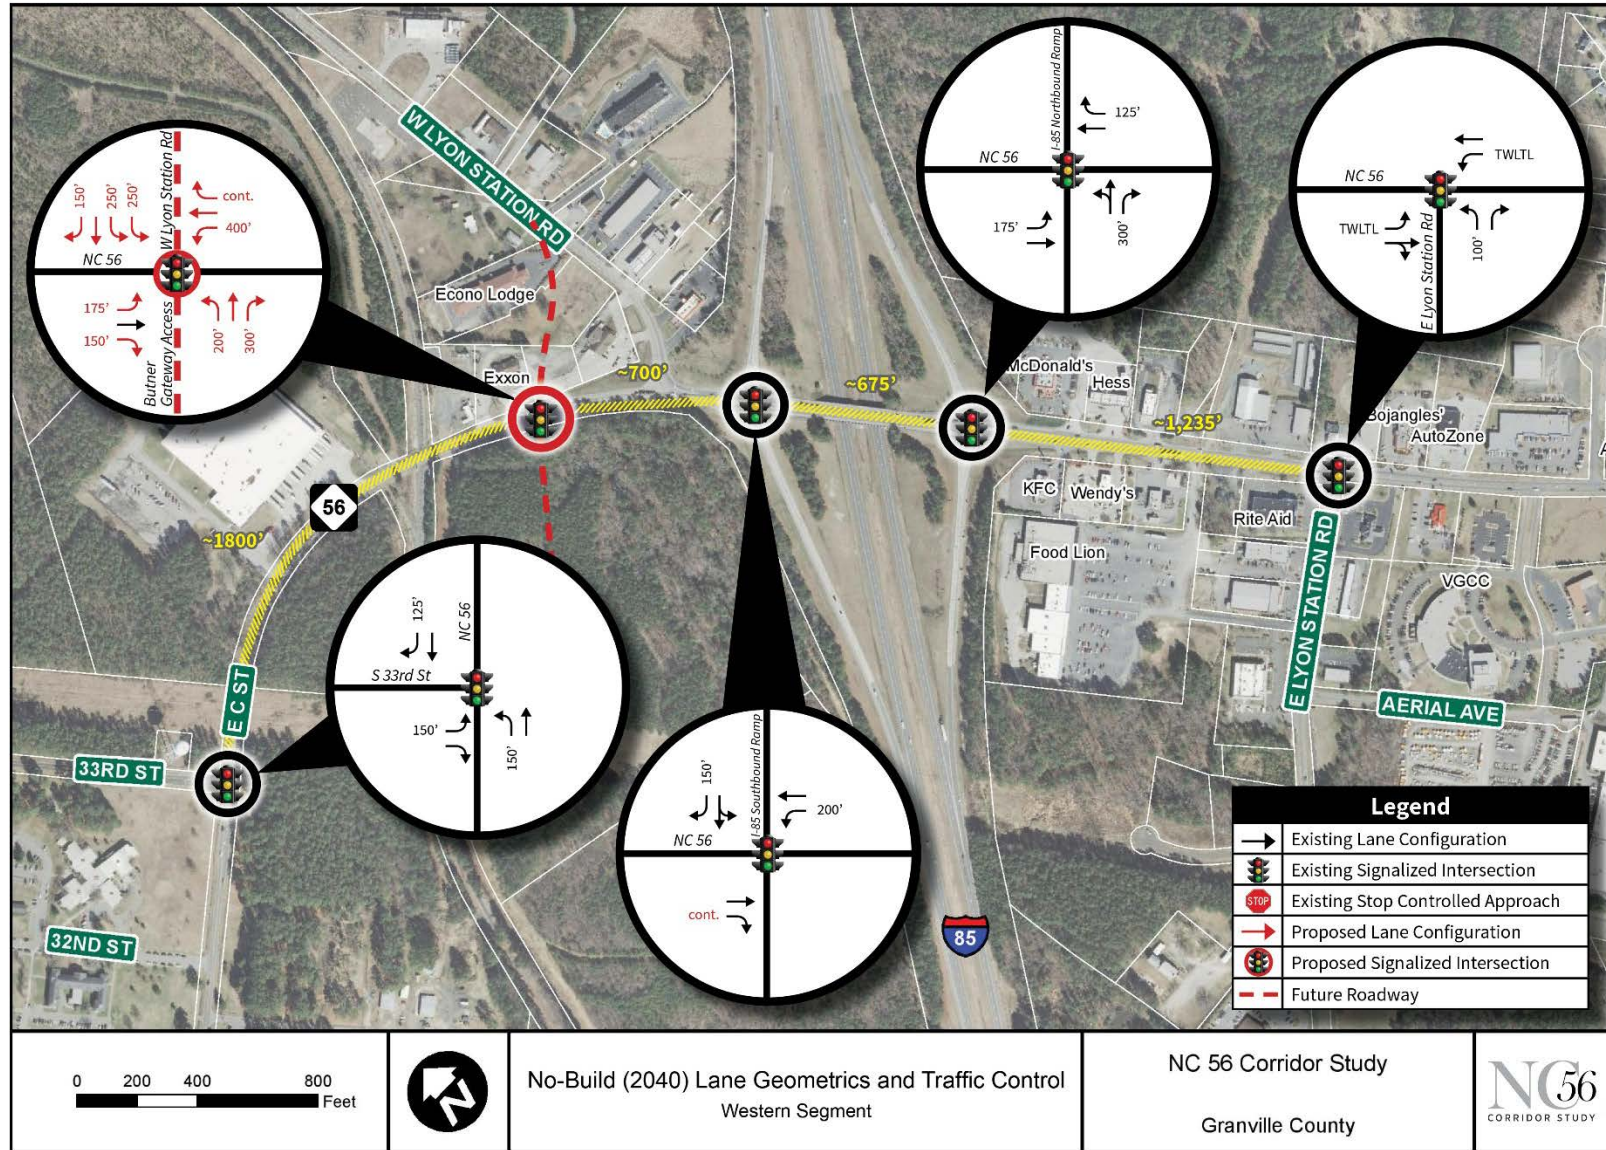 W LYON STATION RD
I-85 Northbound Ramp
125'
NC 56
175'
300'
TWLTL
NC 56
TWLTL
100'
E Lyon Station Rd
W Lyon Station Rd
150'
250'
250'
cont.
400'
NC 56
175'
150'
200'
300'
Butner
Gateway Access
Econo Lodge
Exxon
~700'
~675'
McDonald's
Hess
~1,235'
Bojangles'
AutoZone
A
KFC
Wendy's
Rite Aid
Food Lion
VGCC
56
~1800'
E C ST
125'
NC 56
S 33rd St
150'
150'
E LYON STATION RD
AERIAL AVE
33RD ST
32ND ST
150'
I-85 Southbound Ramp
200'
NC 56
cont.
85
Legend
Existing Lane Configuration
Existing Signalized Intersection
STOP
Existing Stop Controlled Approach
Proposed Lane Configuration
Proposed Signalized Intersection
Future Roadway
0 200 400 800
Feet
N
No-Build (2040) Lane Geometrics and Traffic Control
Western Segment
NC 56 Corridor Study
Granville County
NC56
CORRIDOR STUDY